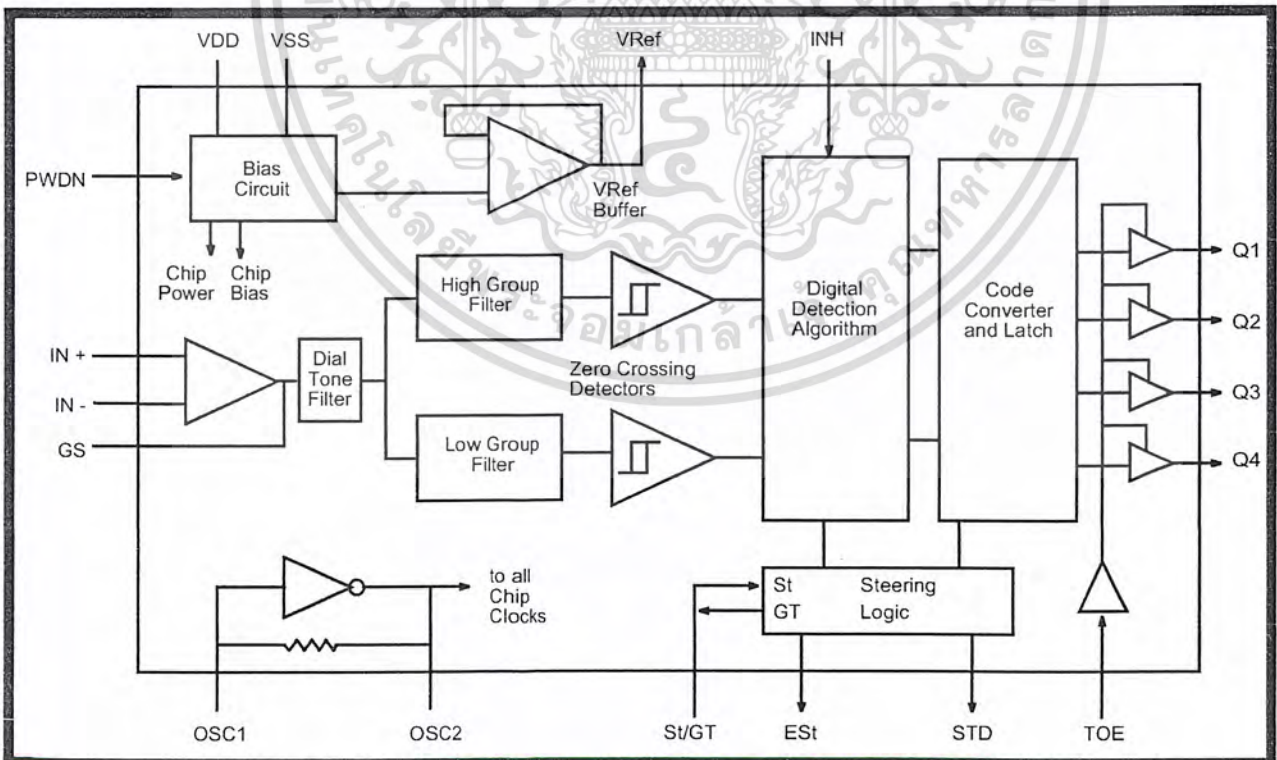 VDD
VSS
VRef
INH
PWDN
Bias
Circuit
VRef
Buffer
Chip
Power
Chip
Bias
High Group
Filter
Digital
Detection
Algorithm
Code
Converter
and Latch
Q1
Q2
Q3
Q4
IN +
IN -
GS
Dial
Tone
Filter
Zero Crossing
Detectors
Low Group
Filter
to all
Chip
Clocks
St
Steering
GT
Logic
OSC1
OSC2
St/GT
ESt
STD
TOE